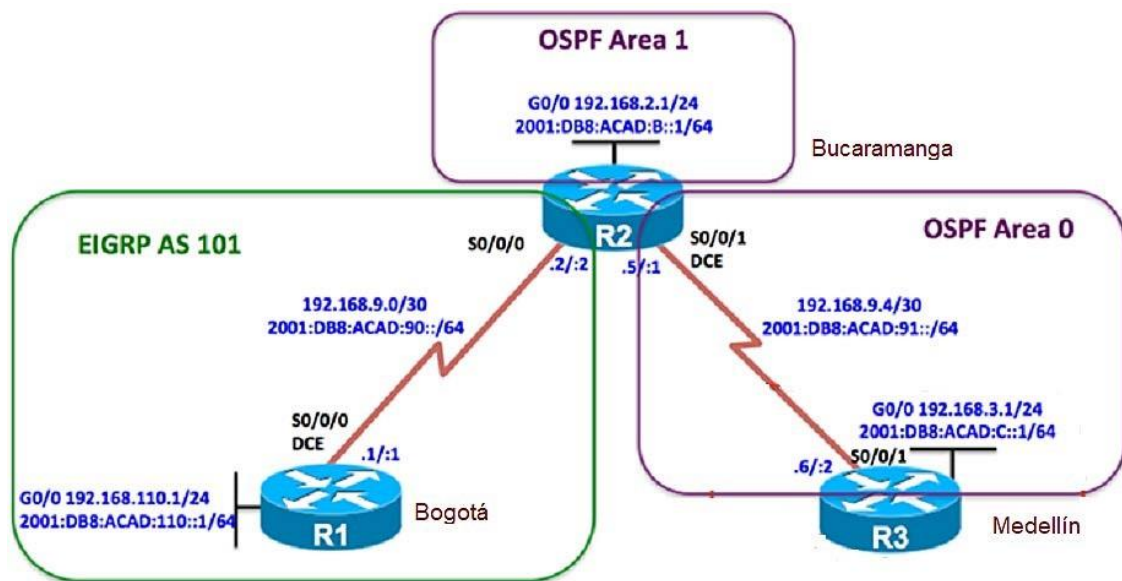 OSPF Area 1
G0/0 192.168.2.1/24
2001:DB8:ACAD:B::1/64
Bucaramanga
EIGRP AS 101
S0/0/0
R2
.2/:2
.5/:1
S0/0/1
DCE
OSPF Area 0
192.168.9.0/30
2001:DB8:ACAD:90::/64
192.168.9.4/30
2001:DB8:ACAD:91::/64
S0/0/0
DCE
.1/:1
G0/0 192.168.3.1/24
2001:DB8:ACAD:C::1/64
S0/0/1
.6/:2
G0/0 192.168.110.1/24
2001:DB8:ACAD:110::1/64
R1
Bogotá
R3
Medellín